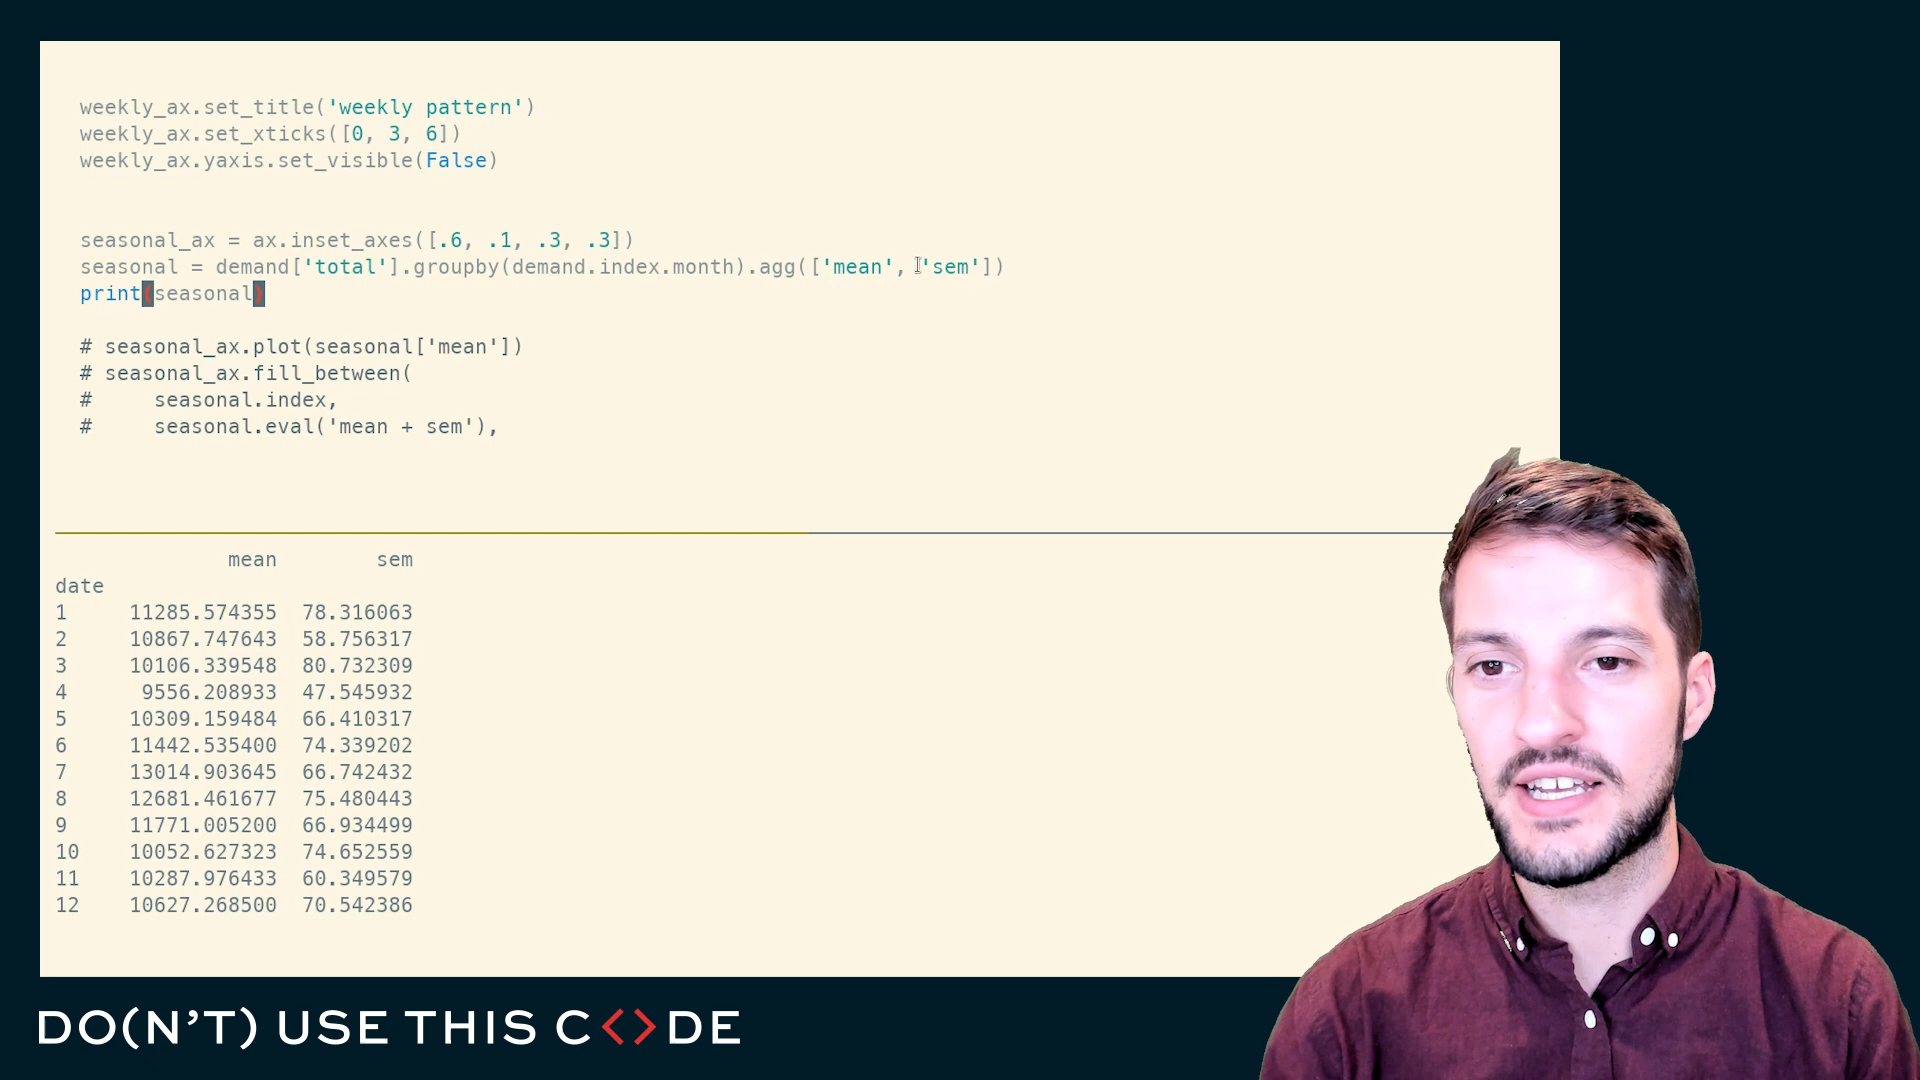 weekly_ax.set_title('weekly pattern')
weekly_ax.set_xticks([0, 3, 6])
weekly_ax.yaxis.set_visible(False)
seasonal_ax = ax.inset_axes([.6, .1, .3, .3])
seasonal = demand['total'].groupby(demand.index.month).agg(['mean', 'sem'])
print(seasonal)
# seasonal_ax.plot(seasonal['mean'])
# seasonal_ax.fill_between(
#     seasonal.index,
#     seasonal.eval('mean + sem'),
mean sem
date
1 11285.574355 78.316063
2 10867.747643 58.756317
3 10106.339548 80.732309
4 9556.208933 47.545932
5 10309.159484 66.410317
6 11442.535400 74.339202
7 13014.903645 66.742432
8 12681.461677 75.480443
9 11771.005200 66.934499
10 10052.627323 74.652559
11 10287.976433 60.349579
12 10627.268500 70.542386
DO(N'T) USE THIS C<>DE